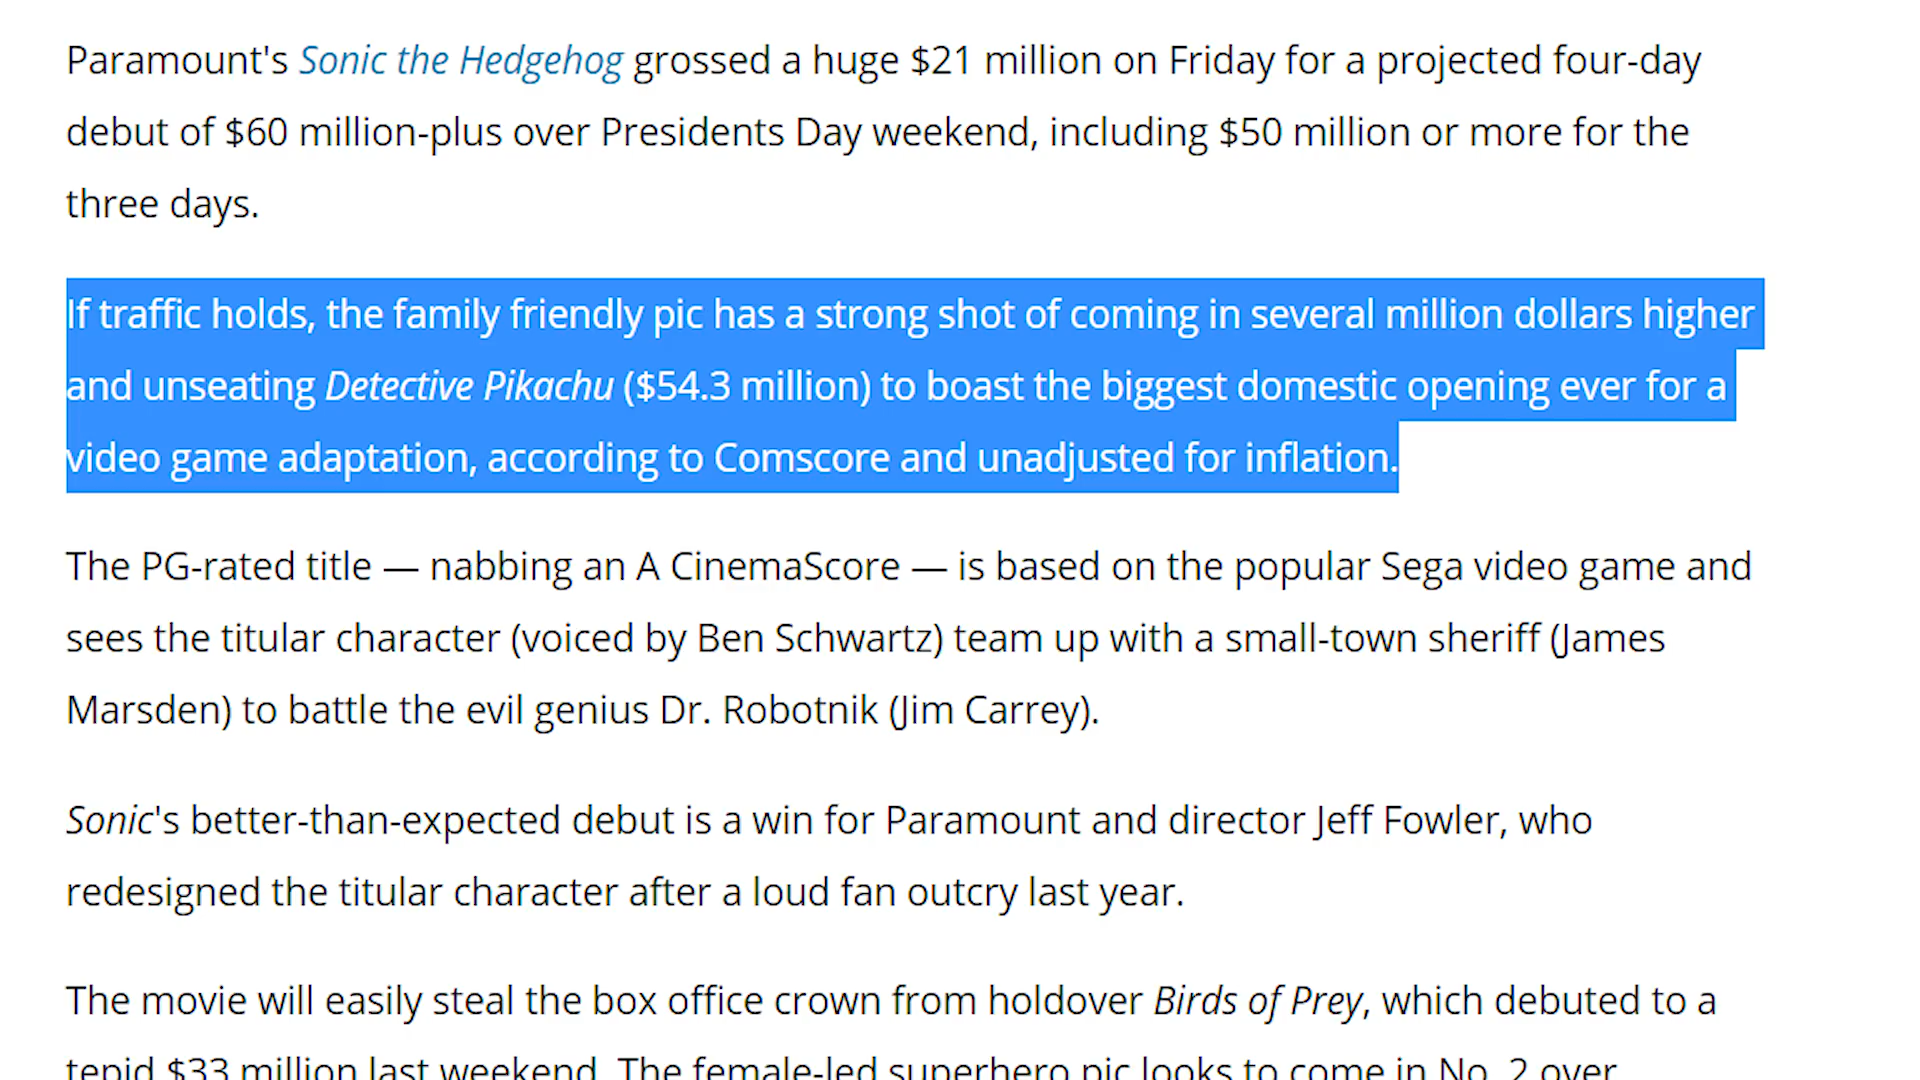 Paramount's Sonic the Hedgehog grossed a huge $21 million on Friday for a projected four-day
debut of $60 million-plus over Presidents Day weekend, including $50 million or more for the
three days.
If traffic holds, the family friendly pic has a strong shot of coming in several million dollars higher
and unseating Detective Pikachu ($54.3 million) to boast the biggest domestic opening ever for a
video game adaptation, according to Comscore and unadjusted for inflation.
The PG-rated title — nabbing an A CinemaScore — is based on the popular Sega video game and
sees the titular character (voiced by Ben Schwartz) team up with a small-town sheriff (James
Marsden) to battle the evil genius Dr. Robotnik (Jim Carrey).
Sonic's better-than-expected debut is a win for Paramount and director Jeff Fowler, who
redesigned the titular character after a loud fan outcry last year.
The movie will easily steal the box office crown from holdover Birds of Prey, which debuted to a
tepid $33 million last weekend. The female-led superhero pic looks to come in No. 2 over